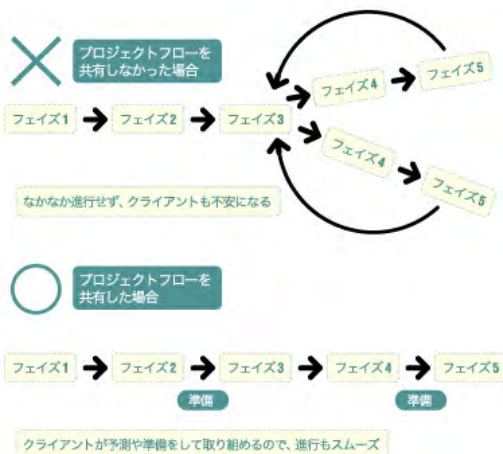 プロジェクトフローを
共有しなかった場合
フェイズ1
フェイズ2
フェイズ3
フェイズ4
フェイズ5
フェイズ4
フェイズ5
なかなか進行せず、クライアントも不安になる
プロジェクトフローを
共有した場合
フェイズ1
フェイズ2
フェイズ3
フェイズ4
フェイズ5
準備
準備
クライアントが予測や準備をして取り組めるので、進行もスムーズ